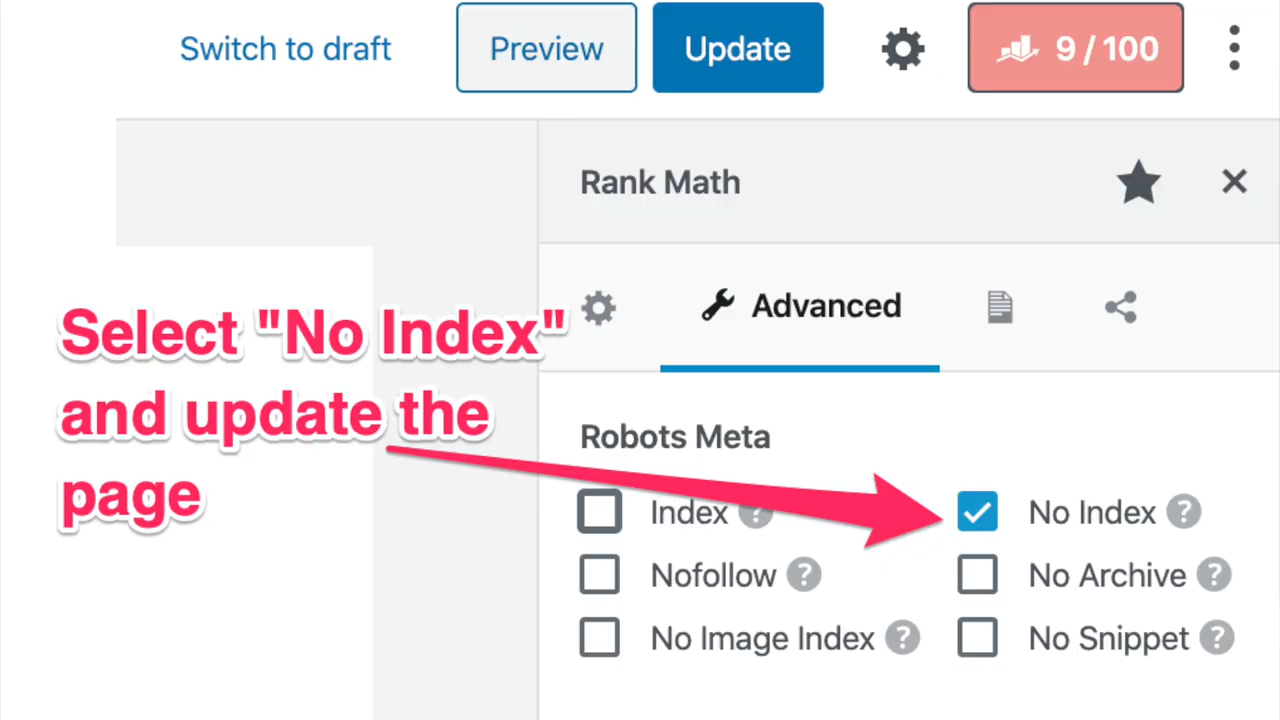 Switch to draft
Preview
Update
9 / 100
Rank Math
Advanced
Select "No Index"
and update the
page
Robots Meta
Index ?
No Index ?
Nofollow ?
No Archive ?
No Image Index ?
No Snippet ?